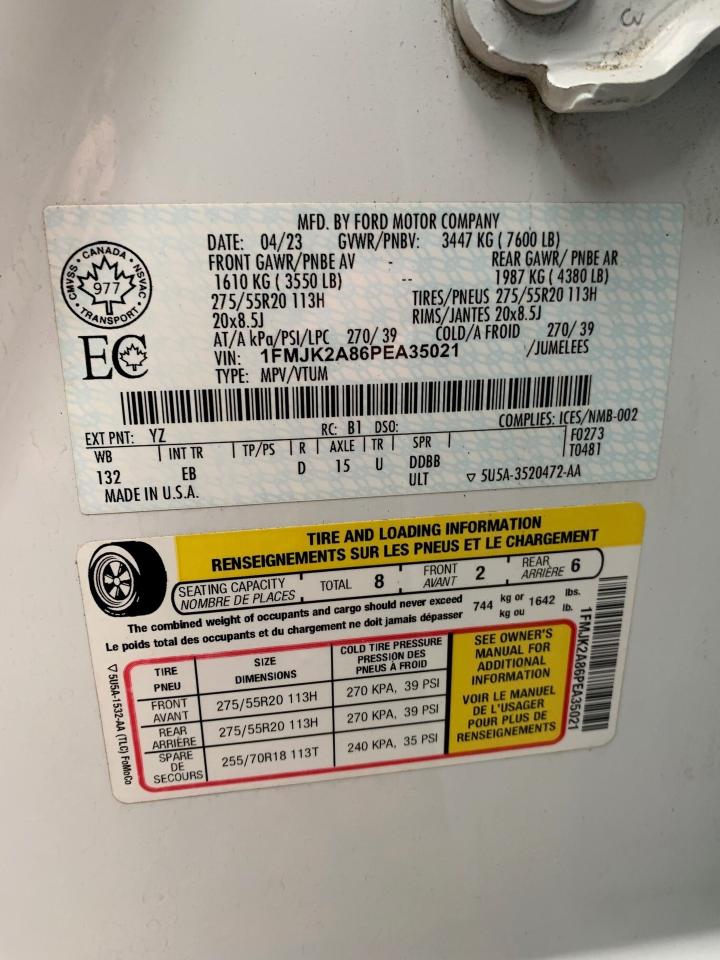 3
MFD. BY FORD MOTOR COMPANY
DATE: 04/23 GVWR/PNBV: 3447 KG ( 7600 LB)
FRONT GAWR/PNBE AV - REAR GAWR/ PNBE AR
1610 KG ( 3550 LB) -- 1987 KG ( 4380 LB)
275/55R20 113H TIRES/PNEUS 275/55R20 113H
20x8.5J RIMS/JANTES 20x8.5J
AT/A kPa/PSI/LPC 270/ 39 COLD/A FROID 270/ 39
VIN: 1FMJK2A86PEA35021 /JUMELEES
TYPE: MPV/VTUM
CMVSS · CANADA · NSVAC
977
· TRANSPORT ·
EC
EXT PNT: YZ RC: B1 DSO: COMPLIES: ICES/NMB-002
WB INT TR TP/PS R AXLE TR SPR F0273
132 EB D 15 U DDBB T0481
MADE IN U.S.A. ULT ▽ 5U5A-3520472-AA
TIRE AND LOADING INFORMATION
RENSEIGNEMENTS SUR LES PNEUS ET LE CHARGEMENT
SEATING CAPACITY TOTAL 8 FRONT 2 REAR 6
NOMBRE DE PLACES AVANT ARRIÈRE
The combined weight of occupants and cargo should never exceed 744 kg or 1642 lbs.
Le poids total des occupants et du chargement ne doit jamais dépasser kg ou lb.
TIRE SIZE COLD TIRE PRESSURE
PNEU DIMENSIONS PRESSION DES
PNEUS À FROID
FRONT 275/55R20 113H 270 KPA, 39 PSI
AVANT
REAR 275/55R20 113H 270 KPA, 39 PSI
ARRIÈRE
SPARE 255/70R18 113T 240 KPA, 35 PSI
DE
SECOURS
SEE OWNER'S
MANUAL FOR
ADDITIONAL
INFORMATION
VOIR LE MANUEL
DE L'USAGER
POUR PLUS DE
RENSEIGNEMENTS
▽ 5U5A-1532-AA (TLC) FoMoCo
1FMJK2A86PEA35021